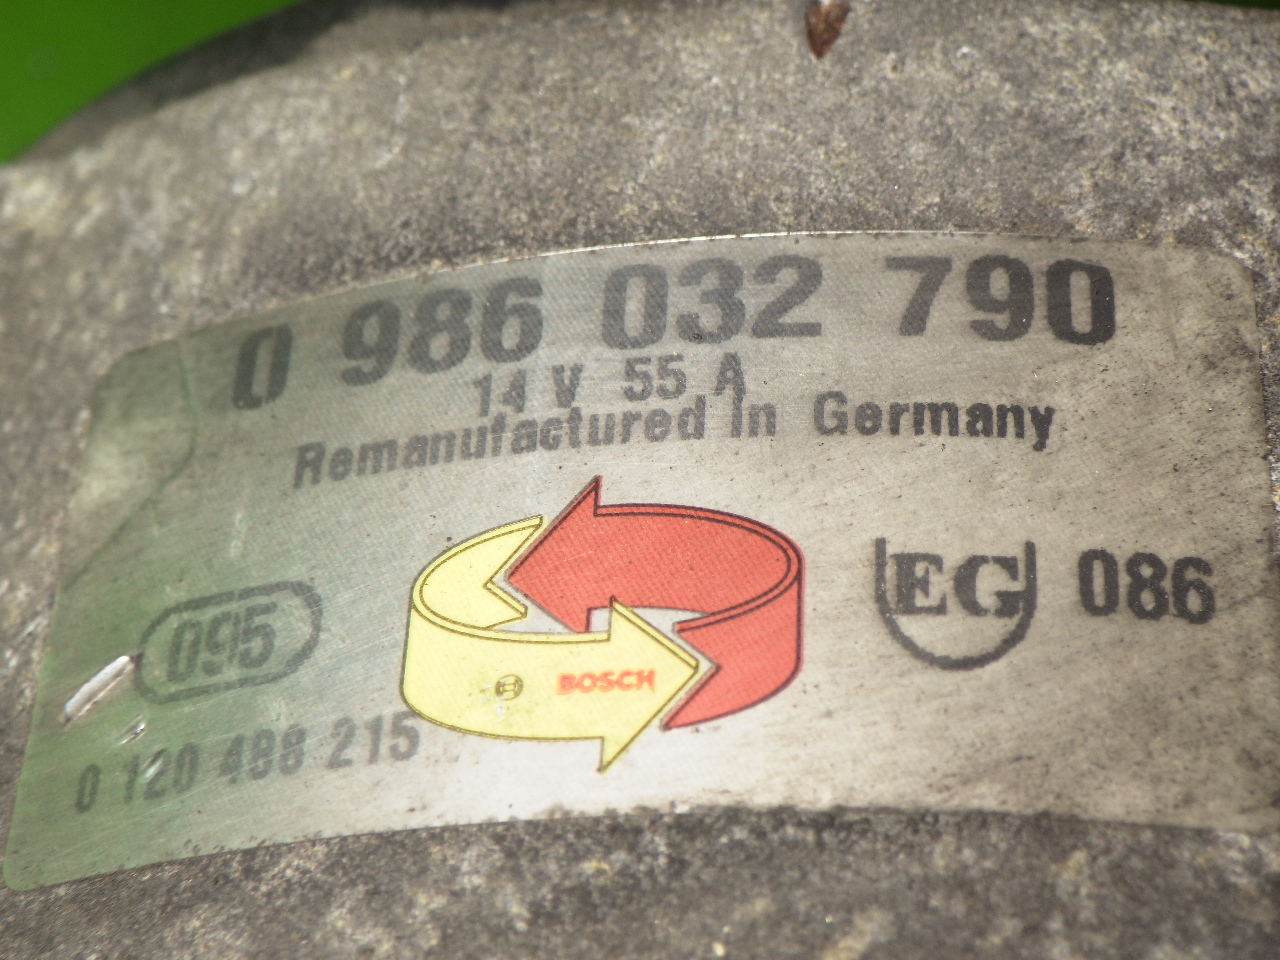 0 986 032 790
14 V 55 A
Remanufactured in Germany
095
EG 086
BOSCH
0 120 488 215